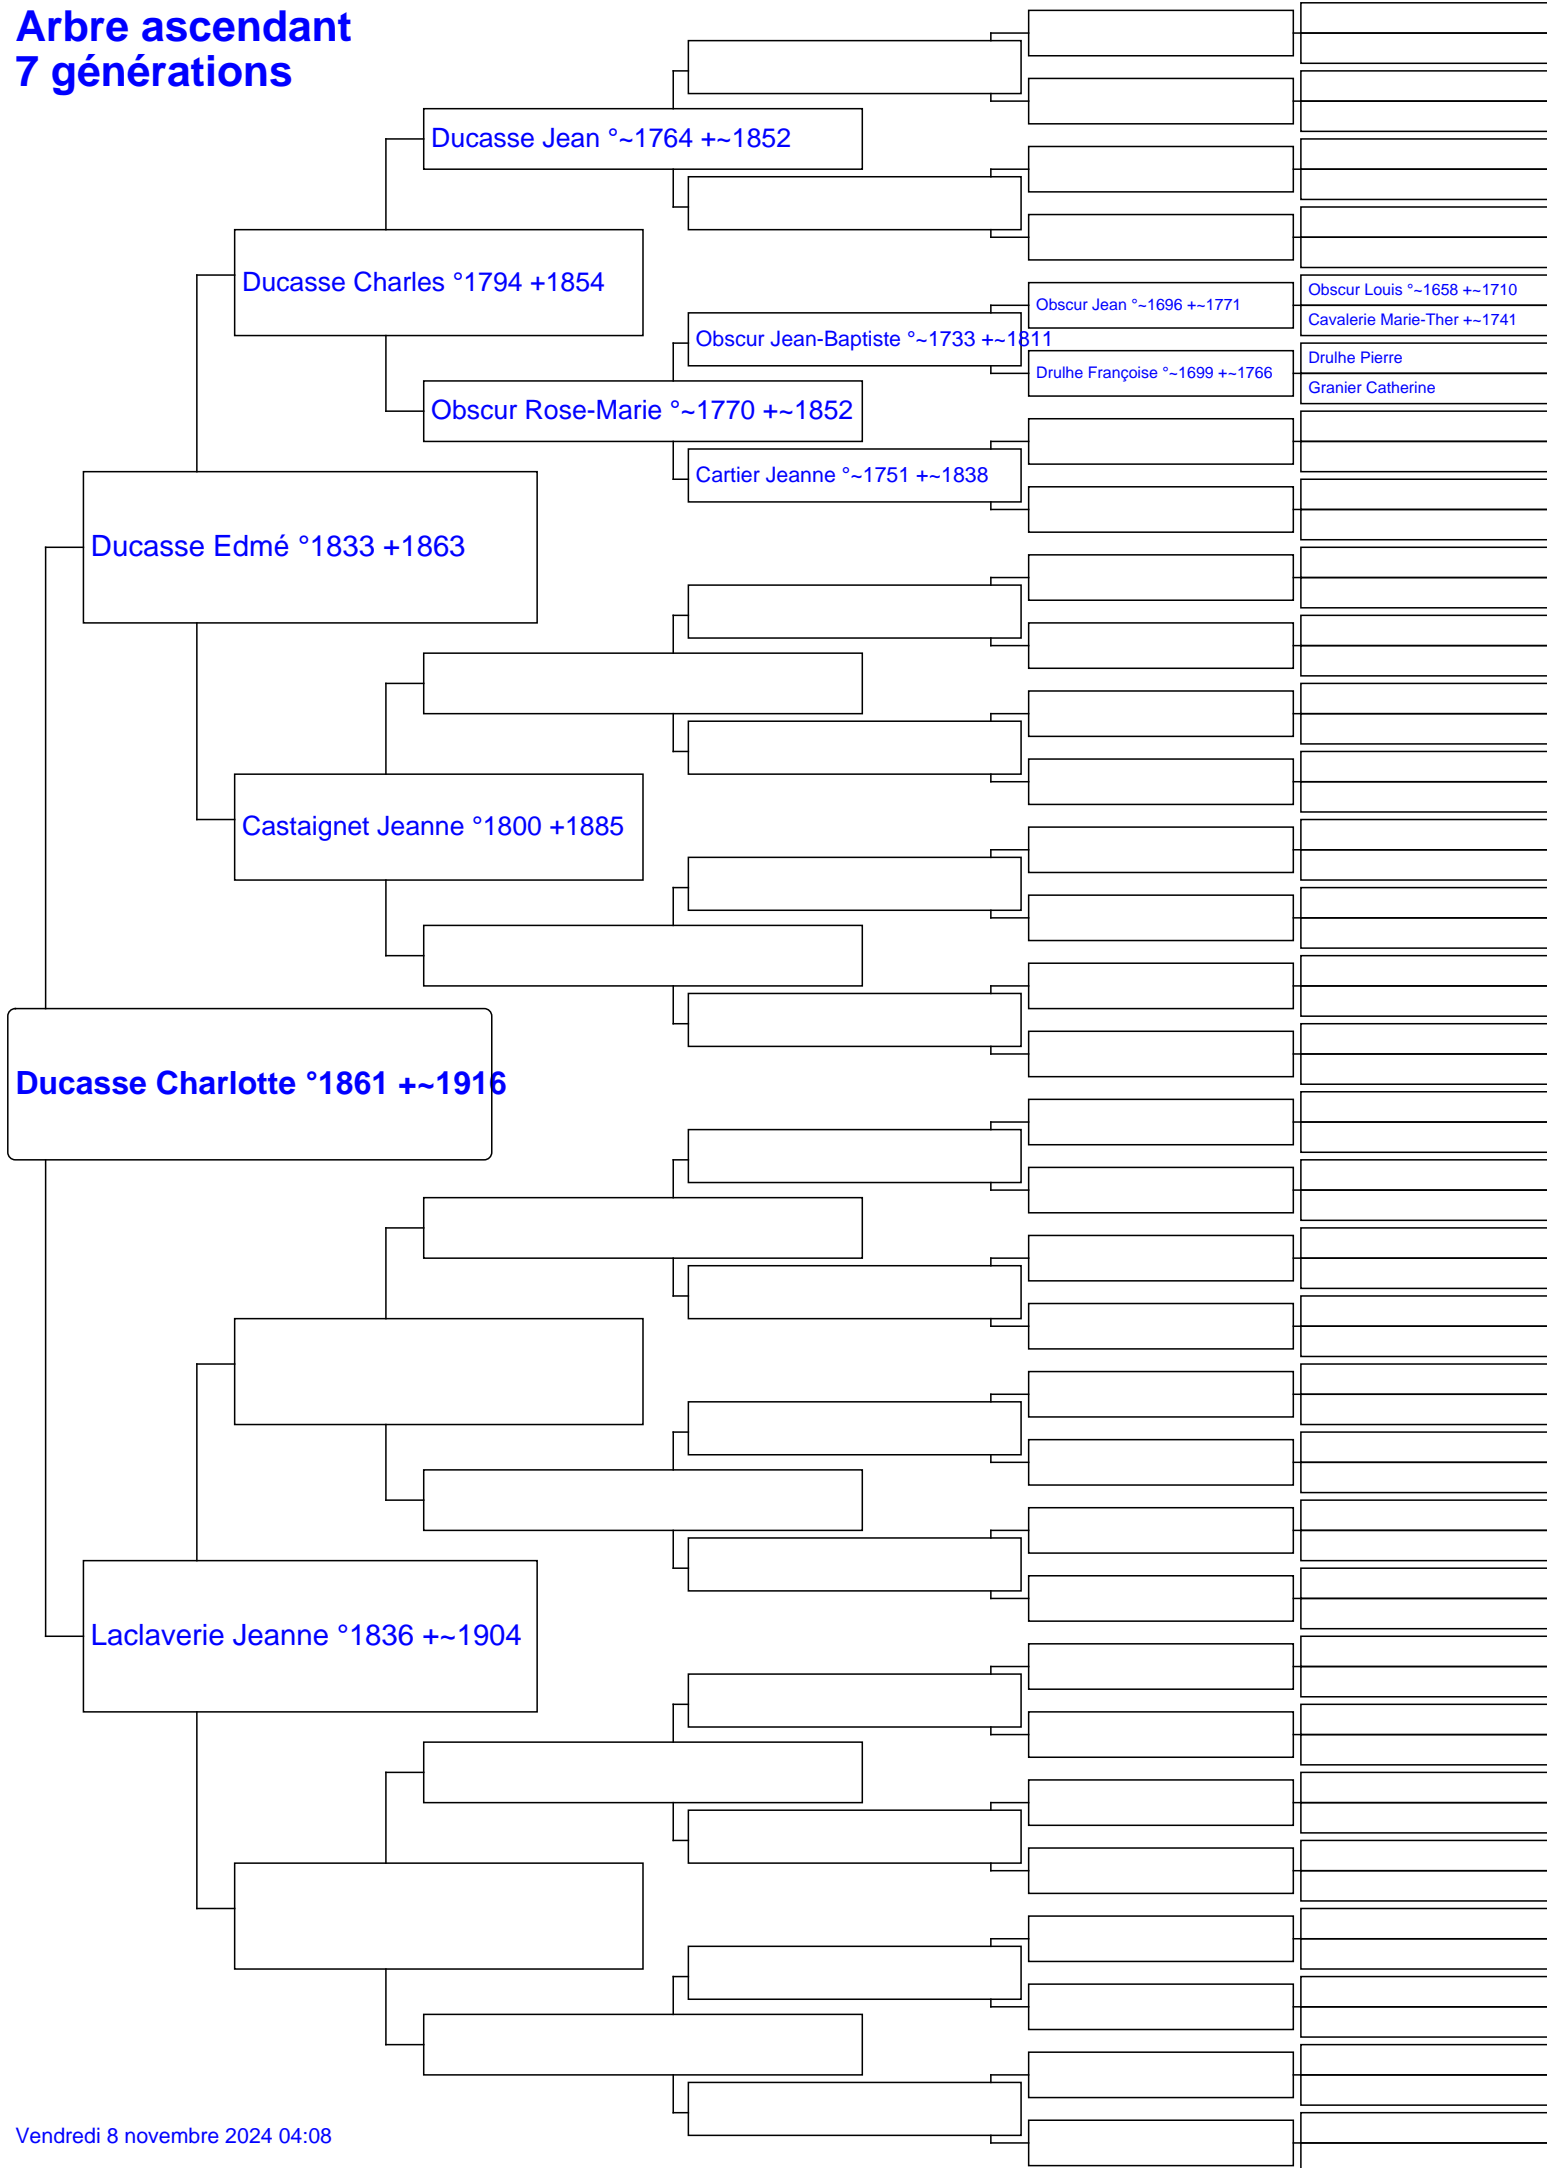 Arbre ascendant
7 générations
Ducasse Jean °~1764 +~1852
Ducasse Charles °1794 +1854
Obscur Louis °~1658 +~1710
Obscur Jean °~1696 +~1771
Cavalerie Marie-Ther +~1741
Obscur Jean-Baptiste °~1733 +~1811
Drulhe Pierre
Drulhe Françoise °~1699 +~1766
Granier Catherine
Obscur Rose-Marie °~1770 +~1852
Cartier Jeanne °~1751 +~1838
Ducasse Edmé °1833 +1863
Castaignet Jeanne °1800 +1885
Ducasse Charlotte °1861 +~1916
Laclaverie Jeanne °1836 +~1904
Vendredi 8 novembre 2024 04:08